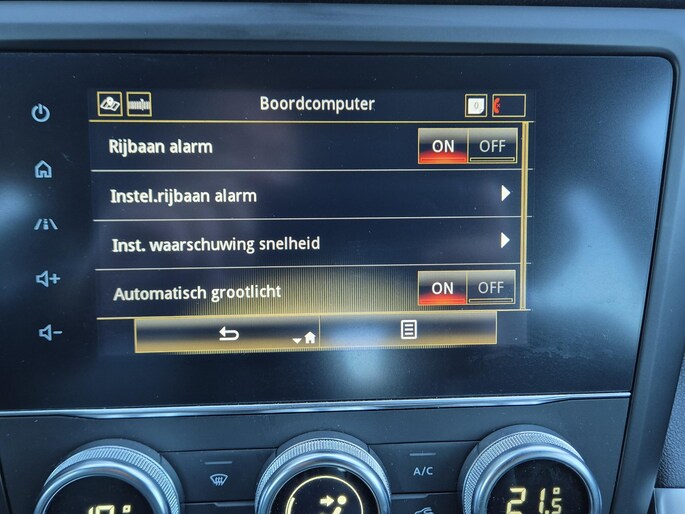 Boordcomputer
Rijbaan alarm ON OFF
Instel.rijbaan alarm
Inst. waarschuwing snelheid
Automatisch grootlicht ON OFF
A/C
21.5